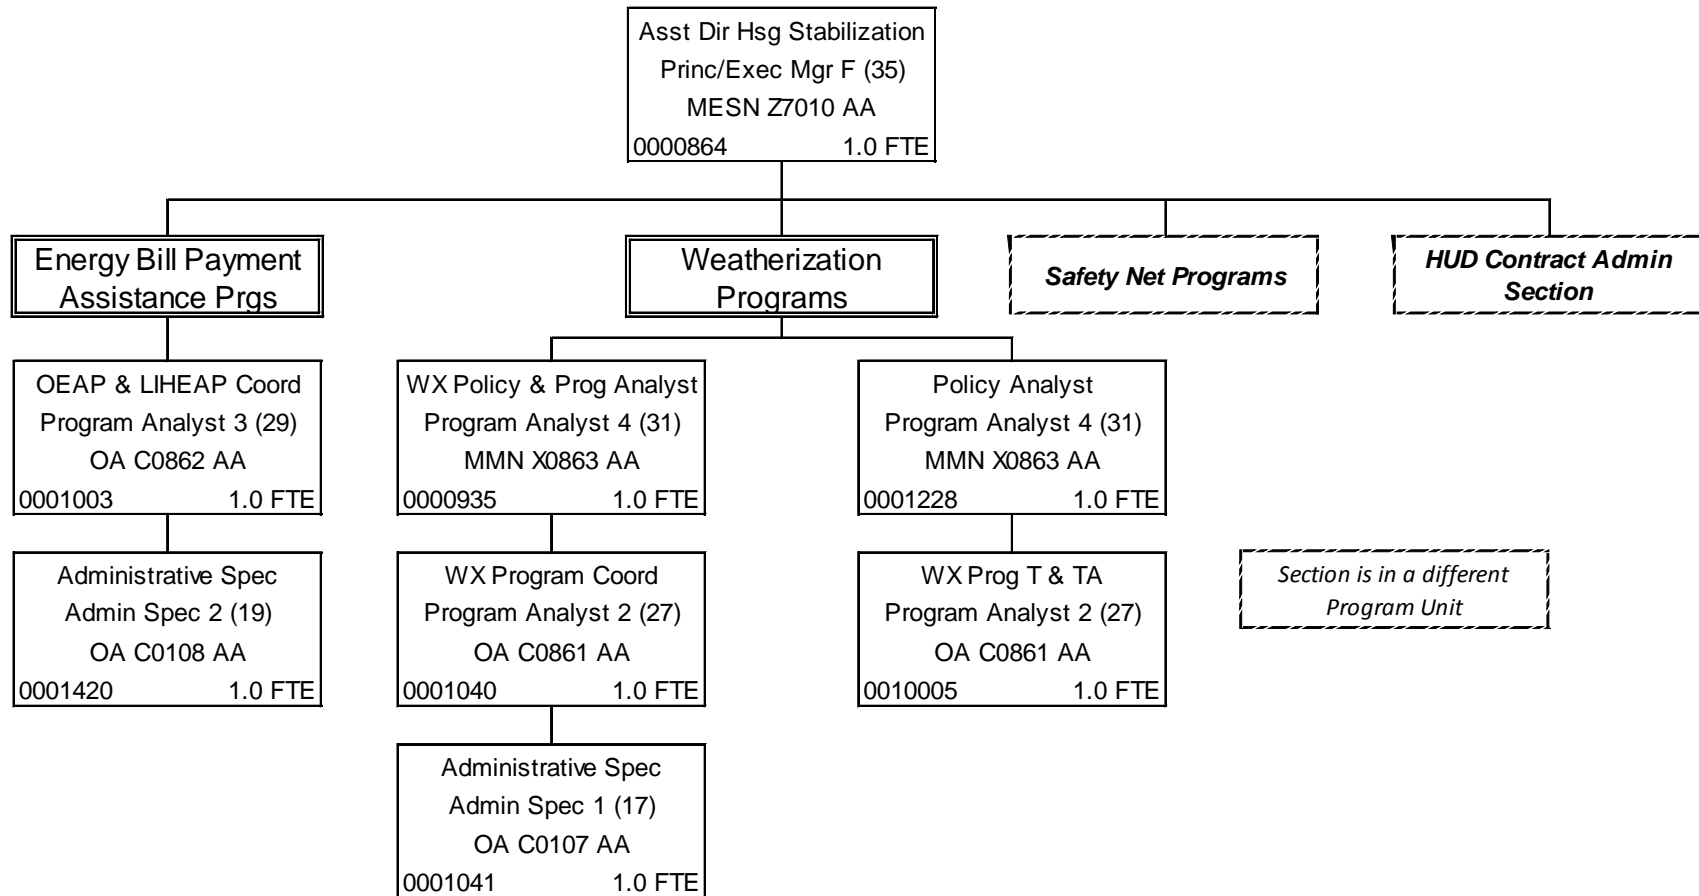 Asst Dir Hsg Stabilization
Princ/Exec Mgr F (35)
MESN Z7010 AA
0000864 1.0 FTE
Energy Bill Payment
Assistance Prgs
Weatherization
Programs
Safety Net Programs
HUD Contract Admin
Section
OEAP & LIHEAP Coord
Program Analyst 3 (29)
OA C0862 AA
0001003 1.0 FTE
WX Policy & Prog Analyst
Program Analyst 4 (31)
MMN X0863 AA
0000935 1.0 FTE
Policy Analyst
Program Analyst 4 (31)
MMN X0863 AA
0001228 1.0 FTE
Administrative Spec
Admin Spec 2 (19)
OA C0108 AA
0001420 1.0 FTE
WX Program Coord
Program Analyst 2 (27)
OA C0861 AA
0001040 1.0 FTE
WX Prog T & TA
Program Analyst 2 (27)
OA C0861 AA
0010005 1.0 FTE
Section is in a different
Program Unit
Administrative Spec
Admin Spec 1 (17)
OA C0107 AA
0001041 1.0 FTE